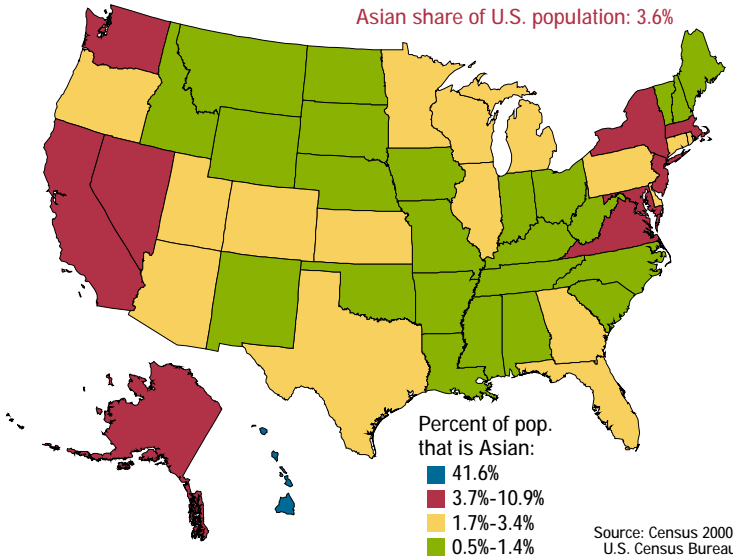 Asian share of U.S. population: 3.6%
Percent of pop.
that is Asian:
41.6%
3.7%-10.9%
1.7%-3.4%
0.5%-1.4%
Source: Census 2000
U.S. Census Bureau